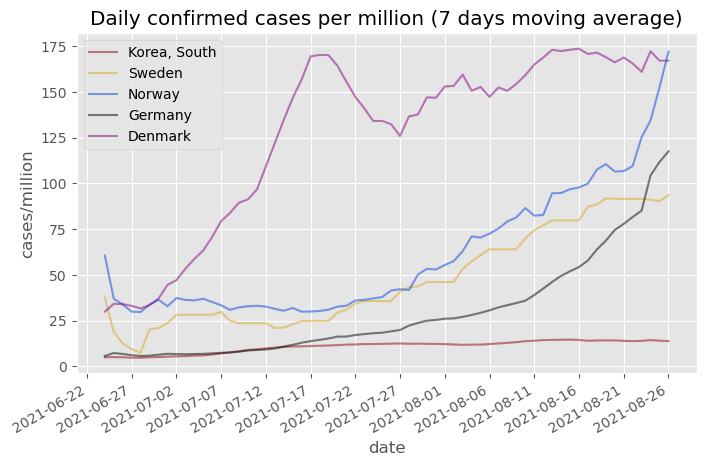 Daily confirmed cases per million (7 days moving average)
Korea, South
Sweden
Norway
Germany
Denmark
cases/million
175
150
125
100
75
50
25
0
2021-06-22
2021-06-27
2021-07-02
2021-07-07
2021-07-12
2021-07-17
2021-07-22
2021-07-27
2021-08-01
2021-08-06
2021-08-11
2021-08-16
2021-08-21
2021-08-26
date